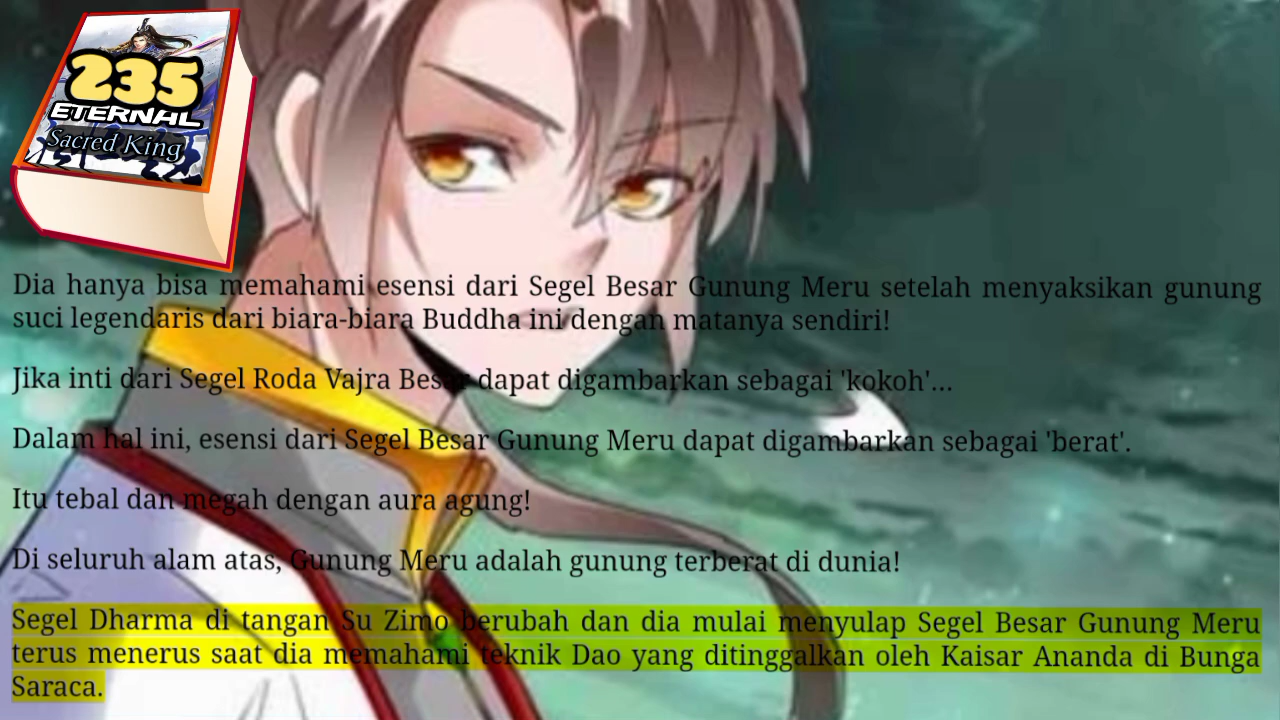 235
ETERNAL
Sacred King
Dia hanya bisa memahami esensi dari Segel Besar Gunung Meru setelah menyaksikan gunung
suci legendaris dari biara-biara Buddha ini dengan matanya sendiri!
Jika inti dari Segel Roda Vajra Besar dapat digambarkan sebagai 'kokoh'...
Dalam hal ini, esensi dari Segel Besar Gunung Meru dapat digambarkan sebagai 'berat'.
Itu tebal dan megah dengan aura agung!
Di seluruh alam atas, Gunung Meru adalah gunung terberat di dunia!
Segel Dharma di tangan Su Zimo berubah dan dia mulai menyulap Segel Besar Gunung Meru
terus menerus saat dia memahami teknik Dao yang ditinggalkan oleh Kaisar Ananda di Bunga
Saraca.